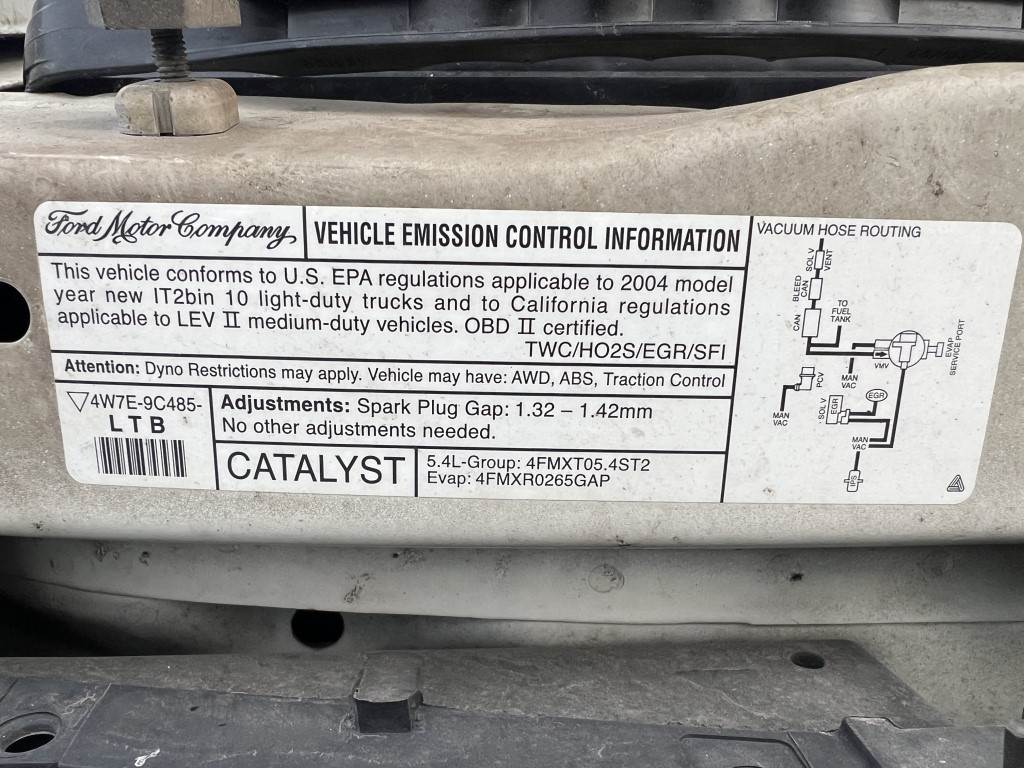 Ford Motor Company
VEHICLE EMISSION CONTROL INFORMATION
This vehicle conforms to U.S. EPA regulations applicable to 2004 model
year new lT2bin 10 light-duty trucks and to California regulations
applicable to LEV II medium-duty vehicles. OBD II certified.
TWC/HO2S/EGR/SFI
Attention: Dyno Restrictions may apply. Vehicle may have: AWD, ABS, Traction Control
4W7E-9C485-
LTB
Adjustments: Spark Plug Gap: 1.32 – 1.42mm
No other adjustments needed.
CATALYST
5.4L-Group: 4FMXT05.4ST2
Evap: 4FMXR0265GAP
VACUUM HOSE ROUTING
SOL V
VENT
BLEED
CAN
CAN
TO
FUEL
TANK
VMV
EVAP
SERVICE PORT
MAN
VAC
PCV
MAN
VAC
SOL V
EGR
EGR
MAN
VAC
IPS